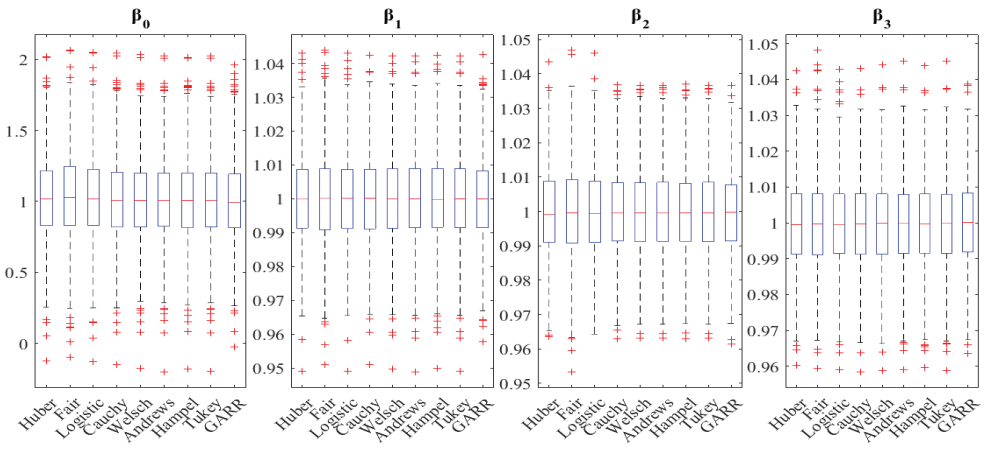 β0
2
1.5
1
0.5
0
Huber
Fair
Logistic
Cauchy
Welsch
Andrews
Hampel
Tukey
GARR
β1
1.04
1.03
1.02
1.01
1
0.99
0.98
0.97
0.96
0.95
Huber
Fair
Logistic
Cauchy
Welsch
Andrews
Hampel
Tukey
GARR
β2
1.05
1.04
1.03
1.02
1.01
1
0.99
0.98
0.97
0.96
0.95
Huber
Fair
Logistic
Cauchy
Welsch
Andrews
Hampel
Tukey
GARR
β3
1.05
1.04
1.03
1.02
1.01
1
0.99
0.98
0.97
0.96
Huber
Fair
Logistic
Cauchy
Welsch
Andrews
Hampel
Tukey
GARR